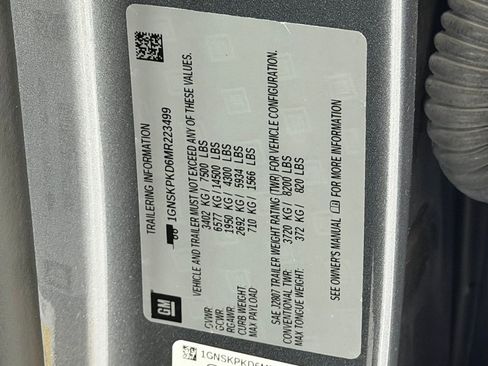 TRAILERING INFORMATION
1GNSKPKD6MR223499
VEHICLE AND TRAILER MUST NOT EXCEED ANY OF THESE VALUES.
GVWR: 3402 KG / 7500 LBS
GCWR: 6577 KG / 14500 LBS
RGAWR: 1950 KG / 4300 LBS
CURB WEIGHT: 2692 KG / 5934 LBS
MAX PAYLOAD: 710 KG / 1566 LBS
SAE J2807 TRAILER WEIGHT RATING (TWR) FOR VEHICLE CONFIGURATION.
CONVENTIONAL TWR: 3720 KG / 8200 LBS
MAX TONGUE WEIGHT: 372 KG / 820 LBS
SEE OWNER'S MANUAL FOR MORE INFORMATION
GM